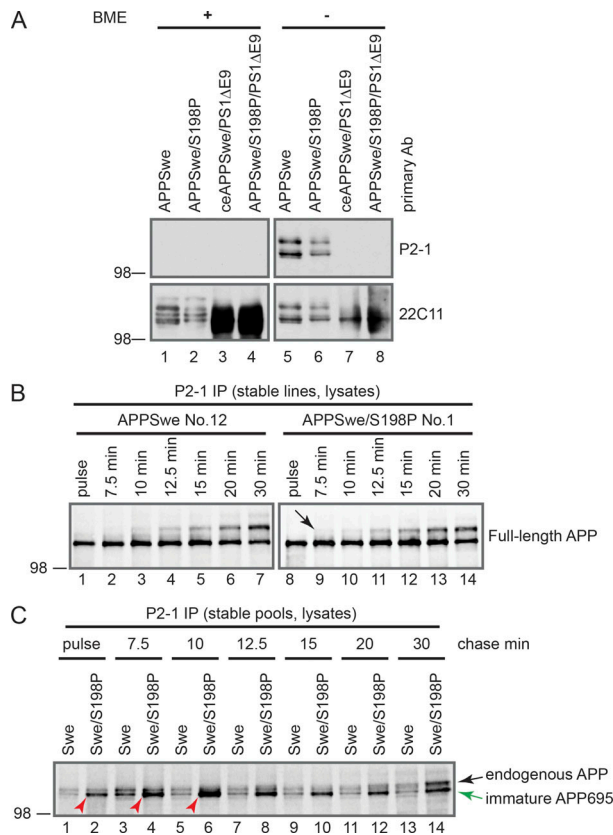 A
BME + -
APPSwe
APPSwe/S198P
ceAPPSwe/PS1ΔE9
APPSwe/S198P/PS1ΔE9
APPSwe
APPSwe/S198P
ceAPPSwe/PS1ΔE9
APPSwe/S198P/PS1ΔE9
primary Ab
P2-1
98
22C11
98
1 2 3 4 5 6 7 8
B
P2-1 IP (stable lines, lysates)
APPSwe No.12 APPSwe/S198P No.1
pulse
7.5 min
10 min
12.5 min
15 min
20 min
30 min
pulse
7.5 min
10 min
12.5 min
15 min
20 min
30 min
Full-length APP
98
1 2 3 4 5 6 7 8 9 10 11 12 13 14
C
P2-1 IP (stable pools, lysates)
pulse 7.5 10 12.5 15 20 30 chase min
Swe
Swe/S198P
Swe
Swe/S198P
Swe
Swe/S198P
Swe
Swe/S198P
Swe
Swe/S198P
Swe
Swe/S198P
Swe
Swe/S198P
endogenous APP
immature APP695
98
1 2 3 4 5 6 7 8 9 10 11 12 13 14